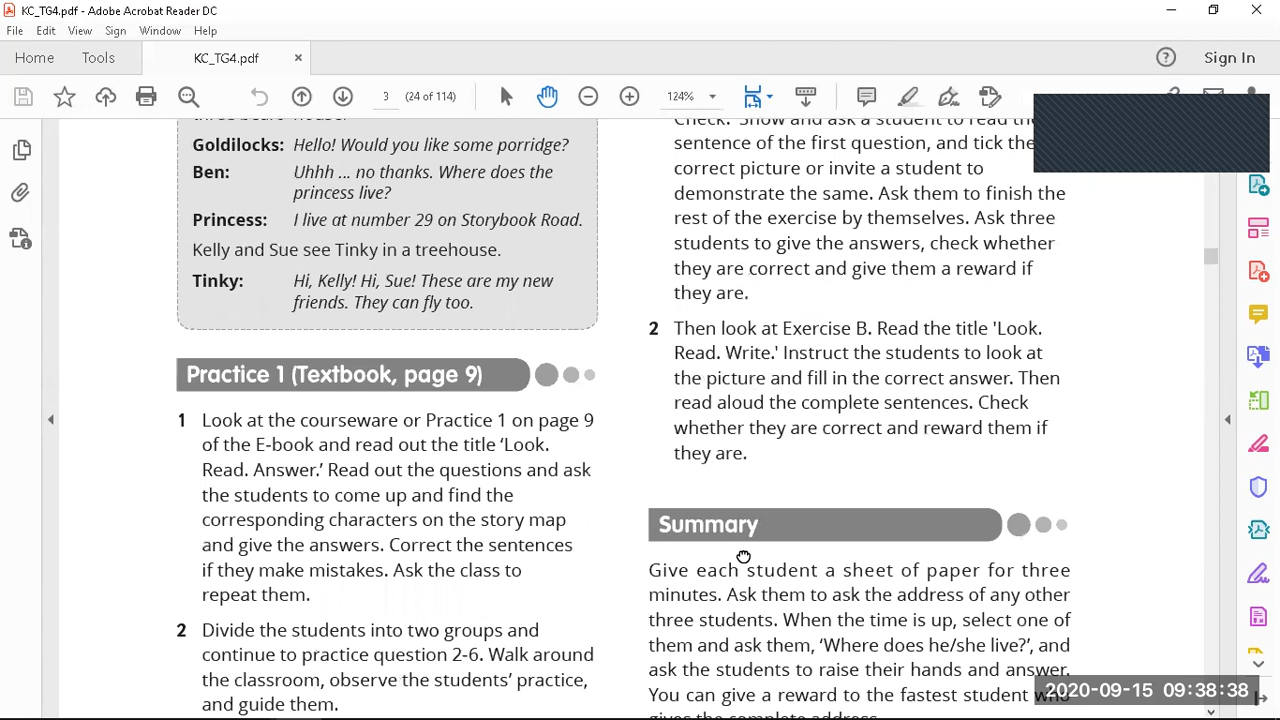 KC_TG4.pdf - Adobe Acrobat Reader DC
File Edit View Sign Window Help
Home Tools KC_TG4.pdf × ? Sign In
3 (24 of 114) 124%
Goldilocks: Hello! Would you like some porridge?
Ben: Uhhh ... no thanks. Where does the
princess live?
Princess: I live at number 29 on Storybook Road.
Kelly and Sue see Tinky in a treehouse.
Tinky: Hi, Kelly! Hi, Sue! These are my new
friends. They can fly too.
Practice 1 (Textbook, page 9)
1 Look at the courseware or Practice 1 on page 9
of the E-book and read out the title ‘Look.
Read. Answer.’ Read out the questions and ask
the students to come up and find the
corresponding characters on the story map
and give the answers. Correct the sentences
if they make mistakes. Ask the class to
repeat them.
2 Divide the students into two groups and
continue to practice question 2-6. Walk around
the classroom, observe the students’ practice,
and guide them.
Check.' Show and ask a student to read the
sentence of the first question, and tick the
correct picture or invite a student to
demonstrate the same. Ask them to finish the
rest of the exercise by themselves. Ask three
students to give the answers, check whether
they are correct and give them a reward if
they are.
2 Then look at Exercise B. Read the title 'Look.
Read. Write.' Instruct the students to look at
the picture and fill in the correct answer. Then
read aloud the complete sentences. Check
whether they are correct and reward them if
they are.
Summary
Give each student a sheet of paper for three
minutes. Ask them to ask the address of any other
three students. When the time is up, select one of
them and ask them, ‘Where does he/she live?’, and
ask the students to raise their hands and answer.
You can give a reward to the fastest student who
gives the complete address.
2020-09-15 09:38:38